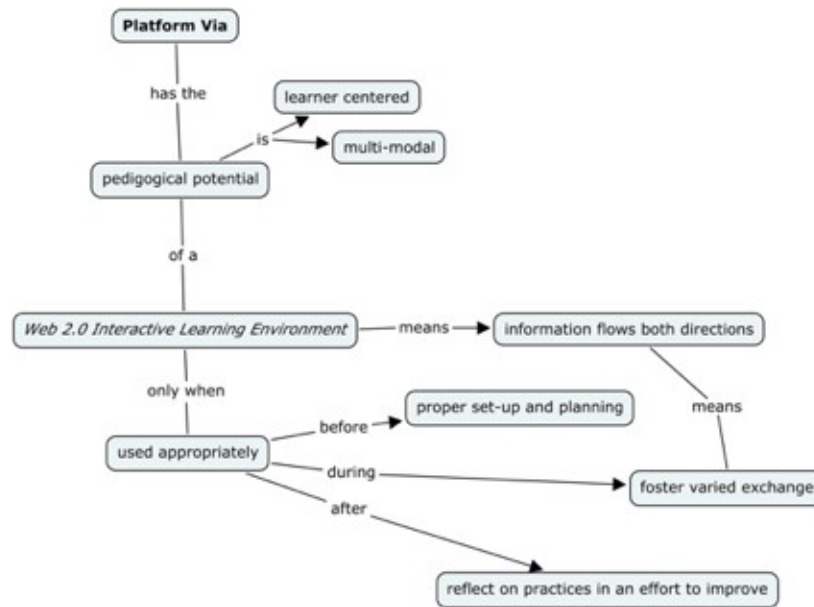 Platform Via
has the
learner centered
is
multi-modal
pedigogical potential
of a
Web 2.0 Interactive Learning Environment
means
information flows both directions
only when
proper set-up and planning
means
before
used appropriately
during
foster varied exchange
after
reflect on practices in an effort to improve